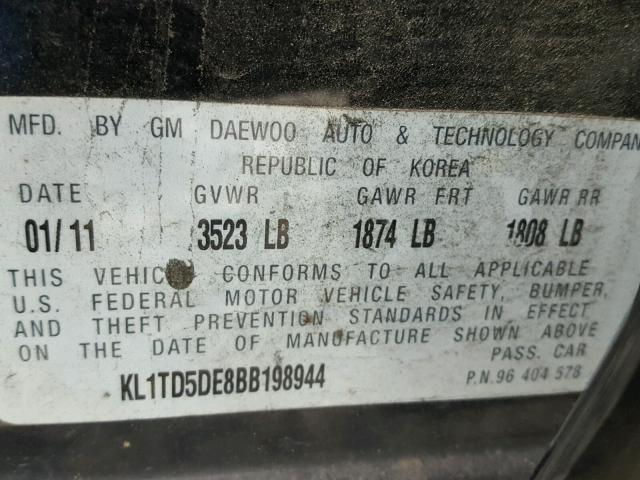 MFD. BY GM DAEWOO AUTO & TECHNOLOGY COMPAN
REPUBLIC OF KOREA
DATE GVWR GAWR FRT GAWR RR
01/11 3523 LB 1874 LB 1808 LB
THIS VEHIC CONFORMS TO ALL APPLICABLE
U.S. FEDERAL MOTOR VEHICLE SAFETY, BUMPER,
AND THEFT PREVENTION STANDARDS IN EFFECT
ON THE DATE OF MANUFACTURE SHOWN ABOVE
PASS. CAR
KL1TD5DE8BB198944 P.N.96 404 578